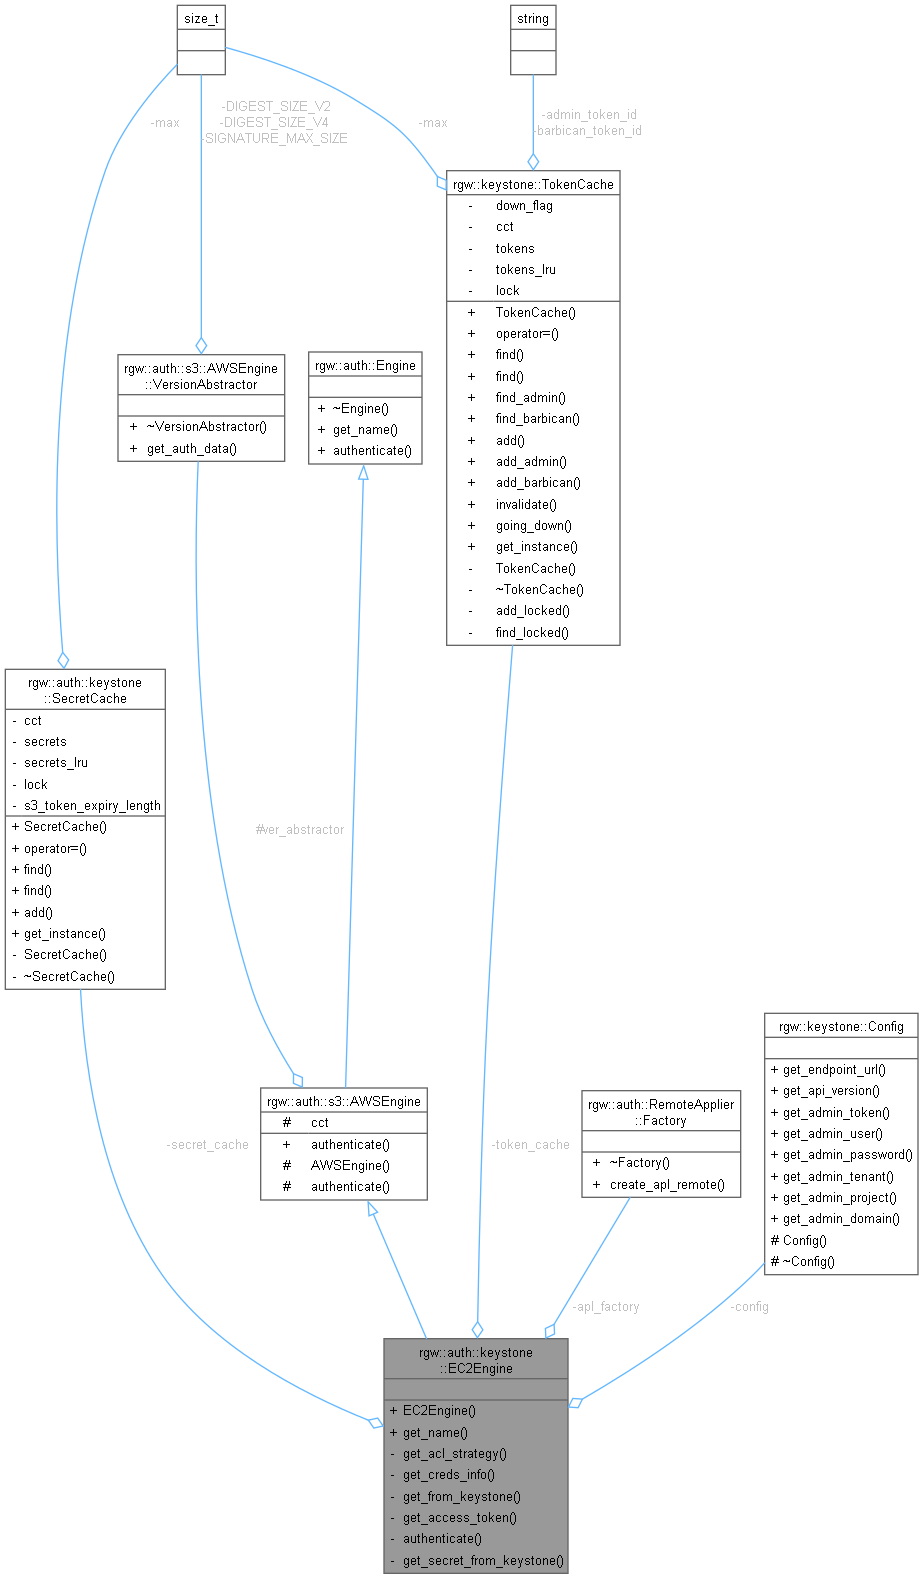 size_t
string
-DIGEST_SIZE_V2
-DIGEST_SIZE_V4
-SIGNATURE_MAX_SIZE
-max
-max
-admin_token_id
-barbican_token_id
rgw::keystone::TokenCache
- down_flag
- cct
- tokens
- tokens_lru
- lock
+ TokenCache()
+ operator=()
+ find()
+ find()
+ find_admin()
+ find_barbican()
+ add()
+ add_admin()
+ add_barbican()
+ invalidate()
+ going_down()
+ get_instance()
- TokenCache()
- ~TokenCache()
- add_locked()
- find_locked()
rgw::auth::s3::AWSEngine
::VersionAbstractor
+ ~VersionAbstractor()
+ get_auth_data()
rgw::auth::Engine
+ ~Engine()
+ get_name()
+ authenticate()
rgw::auth::keystone
::SecretCache
- cct
- secrets
- secrets_lru
- lock
- s3_token_expiry_length
+ SecretCache()
+ operator=()
+ find()
+ find()
+ add()
+ get_instance()
- SecretCache()
- ~SecretCache()
#ver_abstractor
rgw::auth::s3::AWSEngine
# cct
+ authenticate()
# AWSEngine()
# authenticate()
-secret_cache
-token_cache
rgw::auth::RemoteApplier
::Factory
+ ~Factory()
+ create_apl_remote()
rgw::keystone::Config
+ get_endpoint_url()
+ get_api_version()
+ get_admin_token()
+ get_admin_user()
+ get_admin_password()
+ get_admin_tenant()
+ get_admin_project()
+ get_admin_domain()
# Config()
# ~Config()
-apl_factory
-config
rgw::auth::keystone
::EC2Engine
+ EC2Engine()
+ get_name()
- get_acl_strategy()
- get_creds_info()
- get_from_keystone()
- get_access_token()
- authenticate()
- get_secret_from_keystone()